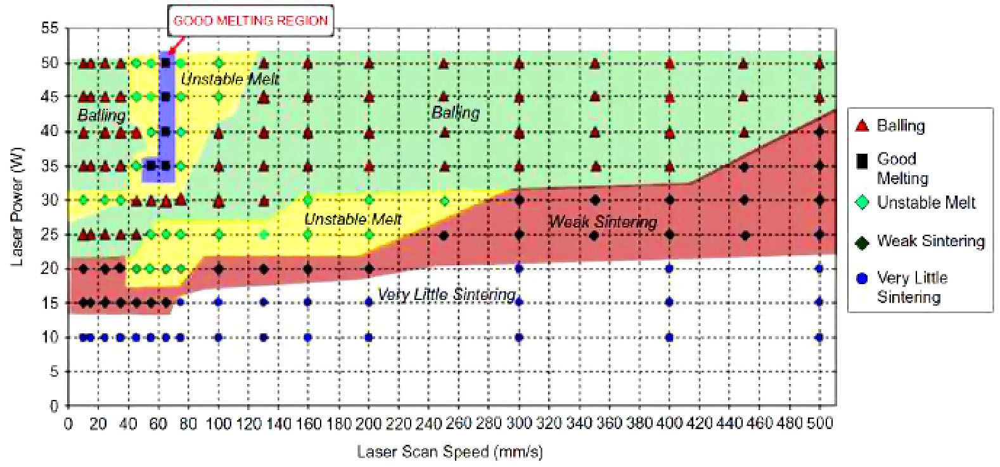 GOOD MELTING REGION
55
50
45
40
35
30
25
20
15
10
5
0
Laser Power (W)
Unstable Melt
Balling
Balling
Unstable Melt
Weak Sintering
Very Little Sintering
0 20 40 60 80 100 120 140 160 180 200 220 240 260 280 300 320 340 360 380 400 420 440 460 480 500
Laser Scan Speed (mm/s)
Balling
Good
Melting
Unstable Melt
Weak Sintering
Very Little
Sintering